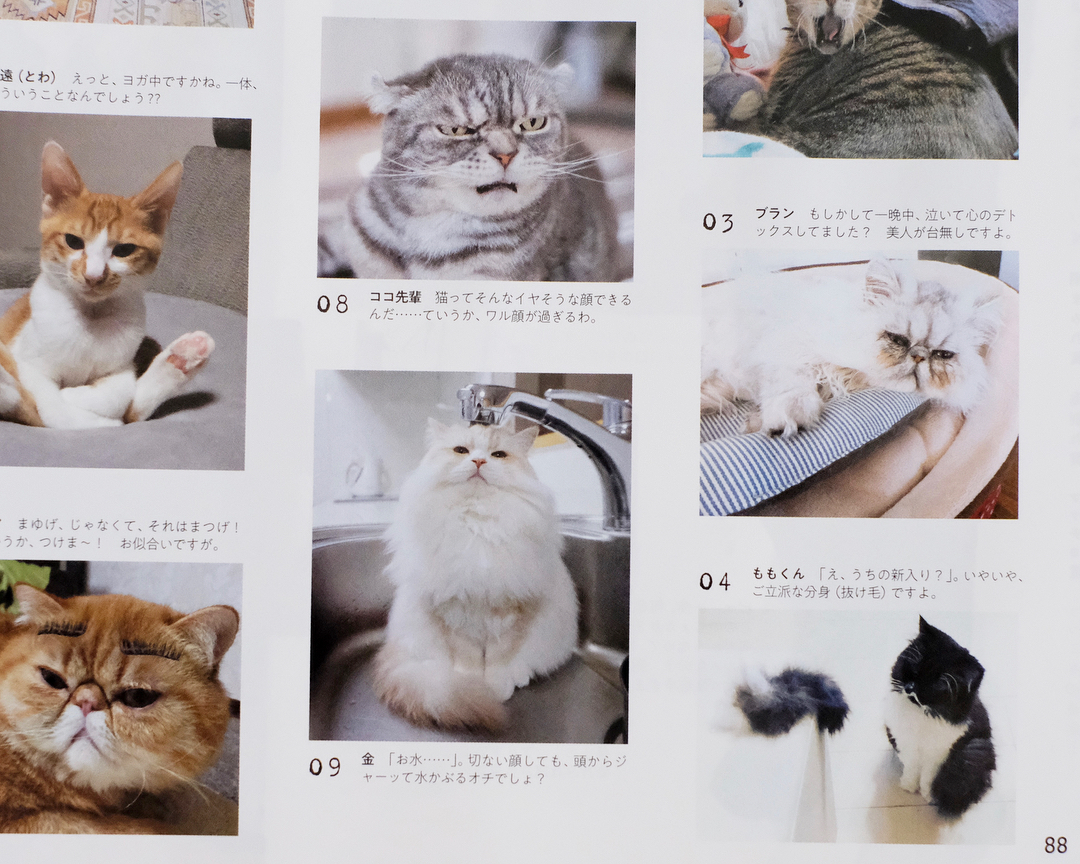 遠（とわ）　えっと、ヨガ中ですかね。一体、
ういうことなんでしょう??
まゆげ、じゃなくて、それはまつげ！
うか、つけま〜！　お似合いですが。
08　ココ先輩　猫ってそんなイヤそうな顔できる
んだ……ていうか、ワル顔が過ぎるわ。
09　金　「お水……」。切ない顔しても、頭からジ
ャーッて水かぶるオチでしょ？
03　ブラン　もしかして一晩中、泣いて心のデト
ックスしてました？　美人が台無しですよ。
04　ももくん　「え、うちの新入り？」。いやいや、
ご立派な分身（抜け毛）ですよ。
88